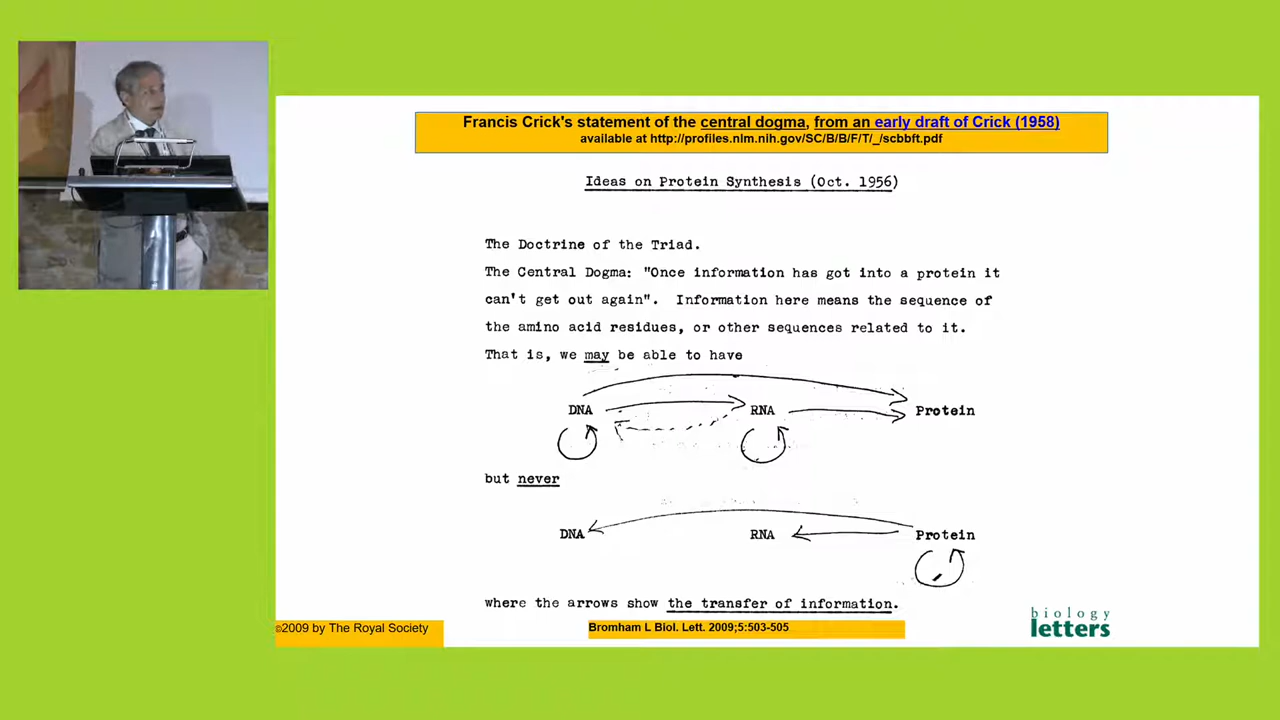 Francis Crick's statement of the central dogma, from an early draft of Crick (1958)
available at http://profiles.nlm.nih.gov/SC/B/B/F/T/_/scbbft.pdf
Ideas on Protein Synthesis (Oct. 1956)
The Doctrine of the Triad.
The Central Dogma: "Once information has got into a protein it
can't get out again". Information here means the sequence of
the amino acid residues, or other sequences related to it.
That is, we may be able to have
DNA RNA Protein
but never
DNA RNA Protein
where the arrows show the transfer of information.
©2009 by The Royal Society
Bromham L Biol. Lett. 2009;5:503-505
biology
letters